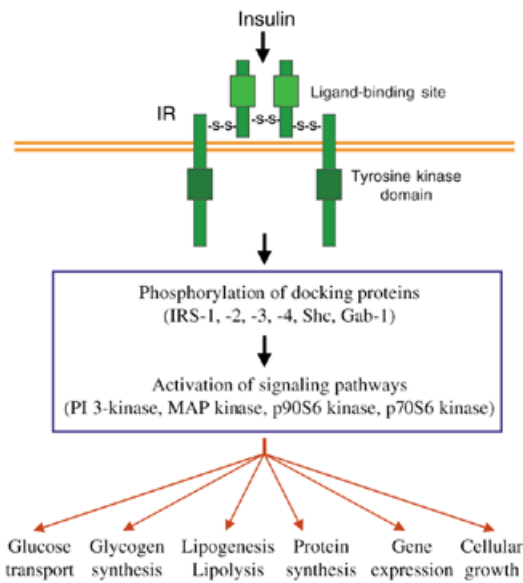 Insulin
Ligand-binding site
IR
-s-s- -s-s- -s-s-
Tyrosine kinase
domain
Phosphorylation of docking proteins
(IRS-1, -2, -3, -4, Shc, Gab-1)
Activation of signaling pathways
(PI 3-kinase, MAP kinase, p90S6 kinase, p70S6 kinase)
Glucose transport
Glycogen synthesis
Lipogenesis Lipolysis
Protein synthesis
Gene expression
Cellular growth